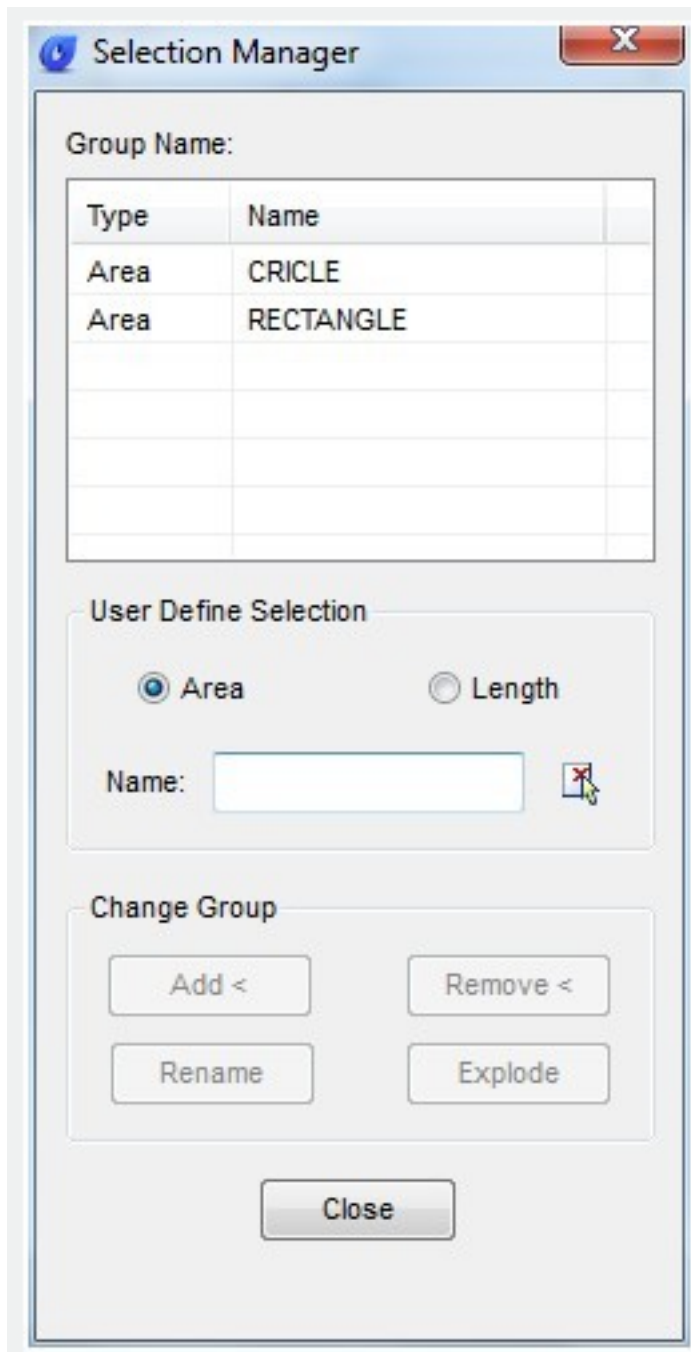 Selection Manager
Group Name:
Type Name
Area CRICLE
Area RECTANGLE
User Define Selection
Area Length
Name:
Change Group
Add < Remove <
Rename Explode
Close